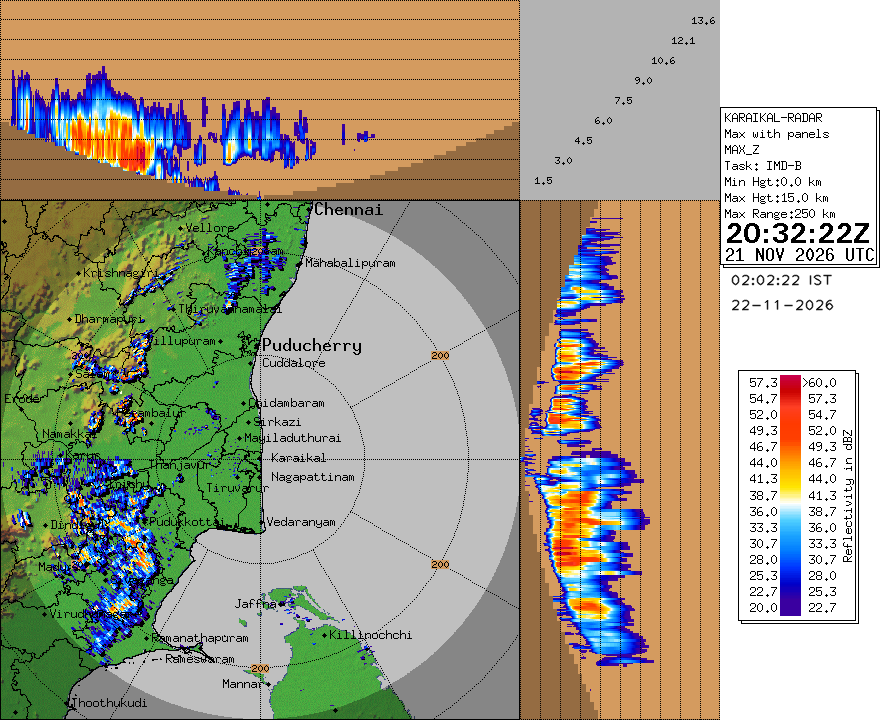 13.6
12.1
10.6
9.0
7.5
6.0
4.5
3.0
1.5
KARAIKAL-RADAR
Max with panels
MAX_Z
Task: IMD-B
Min Hgt:0.0 km
Max Hgt:15.0 km
Max Range:250 km
20:32:22Z
21 NOV 2026 UTC
02:02:22 IST
22-11-2026
Chennai
Vellore
Mahabalipuram
Krishnagiri
Thiruvannamalai
Dharmapuri
Villupuram
Puducherry
200
Cuddalore
Salem
Erode
Chidambaram
Perambalur
Sirkazi
Namakkal
Mayiladuthurai
Karur
Karaikal
Thanjavur
Nagapattinam
Tiruvarur
Pudukkottai
Vedaranyam
200
Jaffna
Killinochchi
Ramanathapuram
Rameswaram
200
Mannar
Thoothukudi
57.3 >60.0
54.7 57.3
52.0 54.7
49.3 52.0
46.7 49.3
44.0 46.7
41.3 44.0
38.7 41.3
36.0 38.7
33.3 36.0
30.7 33.3
28.0 30.7
25.3 28.0
22.7 25.3
20.0 22.7
Reflectivity in dBZ